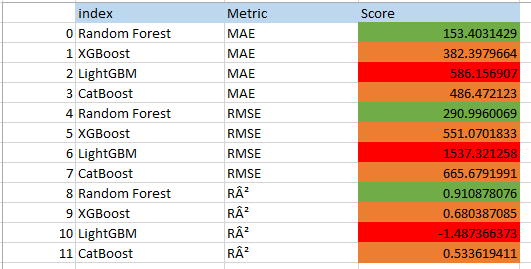 index Metric Score
0 Random Forest MAE 153.4031429
1 XGBoost MAE 382.3979664
2 LightGBM MAE 586.156907
3 CatBoost MAE 486.472123
4 Random Forest RMSE 290.9960069
5 XGBoost RMSE 551.0701833
6 LightGBM RMSE 1537.321258
7 CatBoost RMSE 665.6791991
8 Random Forest RÂ² 0.910878076
9 XGBoost RÂ² 0.680387085
10 LightGBM RÂ² -1.487366373
11 CatBoost RÂ² 0.533619411